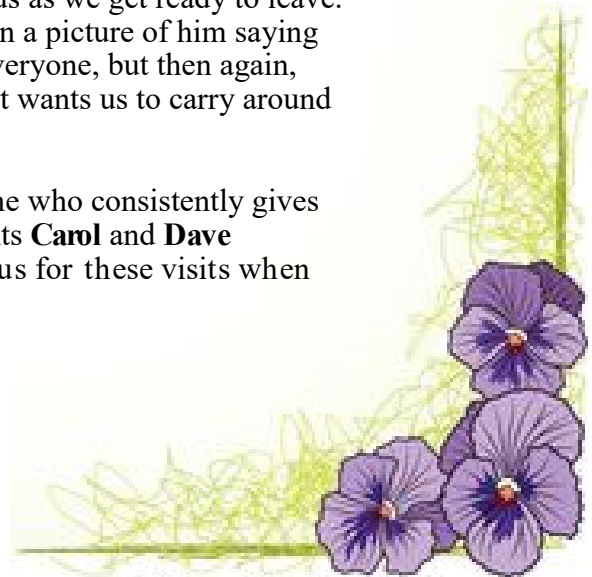 us as we get ready to leave.
n a picture of him saying
veryone, but then again,
t wants us to carry around
ne who consistently gives
ts Carol and Dave
us for these visits when